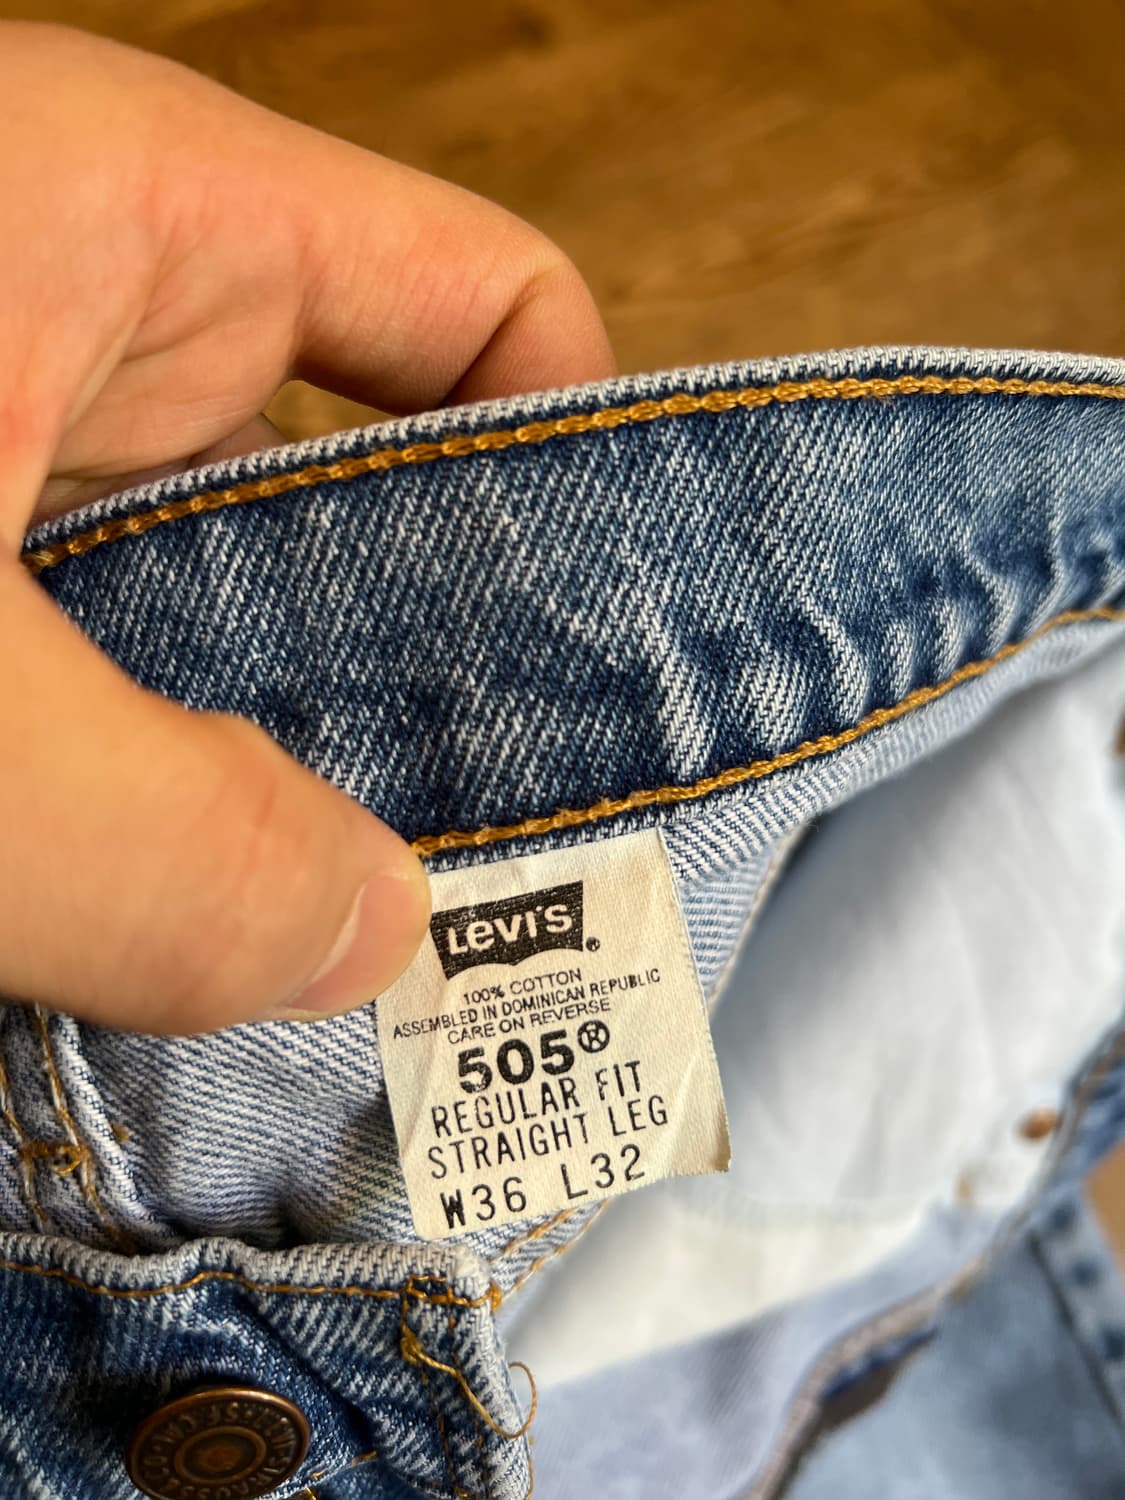 Levi's®
100% COTTON
ASSEMBLED IN DOMINICAN REPUBLIC
CARE ON REVERSE
505®
REGULAR FIT
STRAIGHT LEG
W36 L32